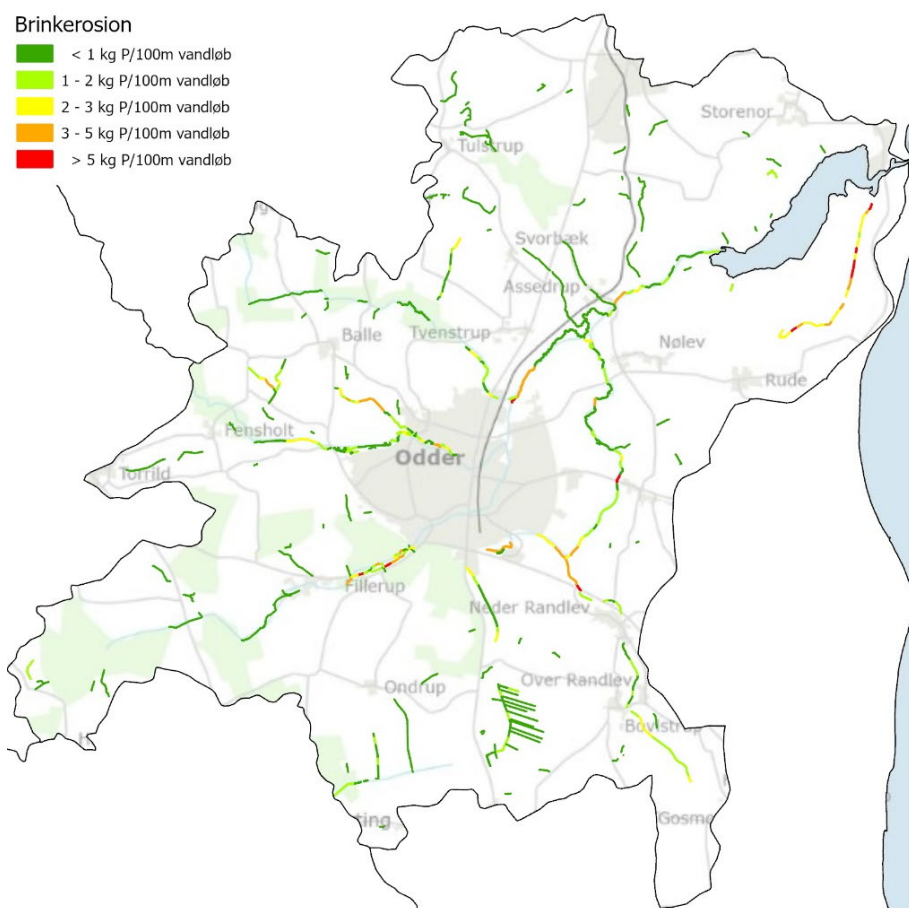 Brinkerosion
< 1 kg P/100m vandløb
1 - 2 kg P/100m vandløb
2 - 3 kg P/100m vandløb
3 - 5 kg P/100m vandløb
> 5 kg P/100m vandløb
Storenor
Tulstrup
Svorbæk
Assedrup
Balle
Tvenstrup
Nølev
Rude
Fensholt
Odder
Torrild
Fillerup
Neder Randlev
Ondrup
Over Randlev
Bovlstrup